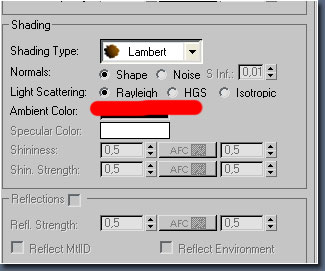 Shading
Shading Type: Lambert
Normals: Shape Noise S Inf.: 0,01
Light Scattering: Rayleigh HGS Isotropic
Ambient Color:
Specular Color:
Shininess: 0,5 AFC 0,5
Shin. Strength: 0,5 AFC 0,5
Reflections
Refl. Strength: 0,5 AFC 0,5
Reflect MtlID Reflect Environment